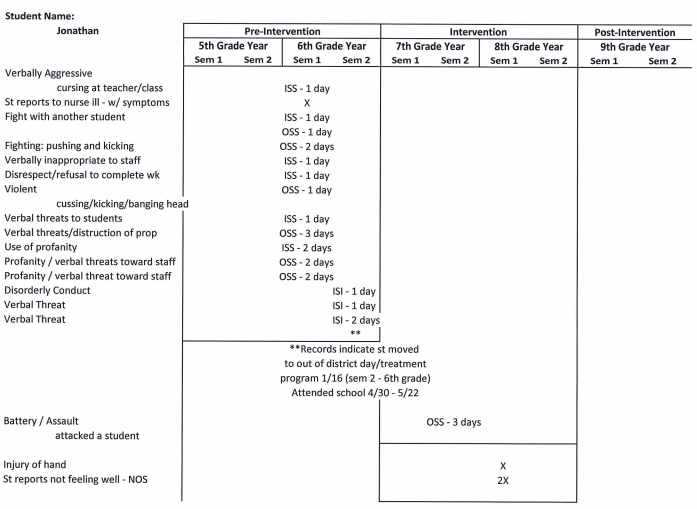 Student Name:
Jonathan Pre-Intervention Intervention Post-Intervention
5th Grade Year 6th Grade Year 7th Grade Year 8th Grade Year 9th Grade Year
Sem 1 Sem 2 Sem 1 Sem 2 Sem 1 Sem 2 Sem 1 Sem 2 Sem 1 Sem 2
Verbally Aggressive
cursing at teacher/class ISS - 1 day
St reports to nurse ill - w/ symptoms X
Fight with another student ISS - 1 day
OSS - 1 day
Fighting: pushing and kicking OSS - 2 days
Verbally inappropriate to staff ISS - 1 day
Disrespect/refusal to complete wk ISS - 1 day
Violent OSS - 1 day
cussing/kicking/banging head
Verbal threats to students ISS - 1 day
Verbal threats/distruction of prop OSS - 3 days
Use of profanity ISS - 2 days
Profanity / verbal threats toward staff OSS - 2 days
Profanity / verbal threat toward staff OSS - 2 days
Disorderly Conduct ISI - 1 day
Verbal Threat ISI - 1 day
Verbal Threat ISI - 2 days
**
**Records indicate st moved
to out of district day/treatment
program 1/16 (sem 2 - 6th grade)
Attended school 4/30 - 5/22
Battery / Assault OSS - 3 days
attacked a student
Injury of hand X
St reports not feeling well - NOS 2X